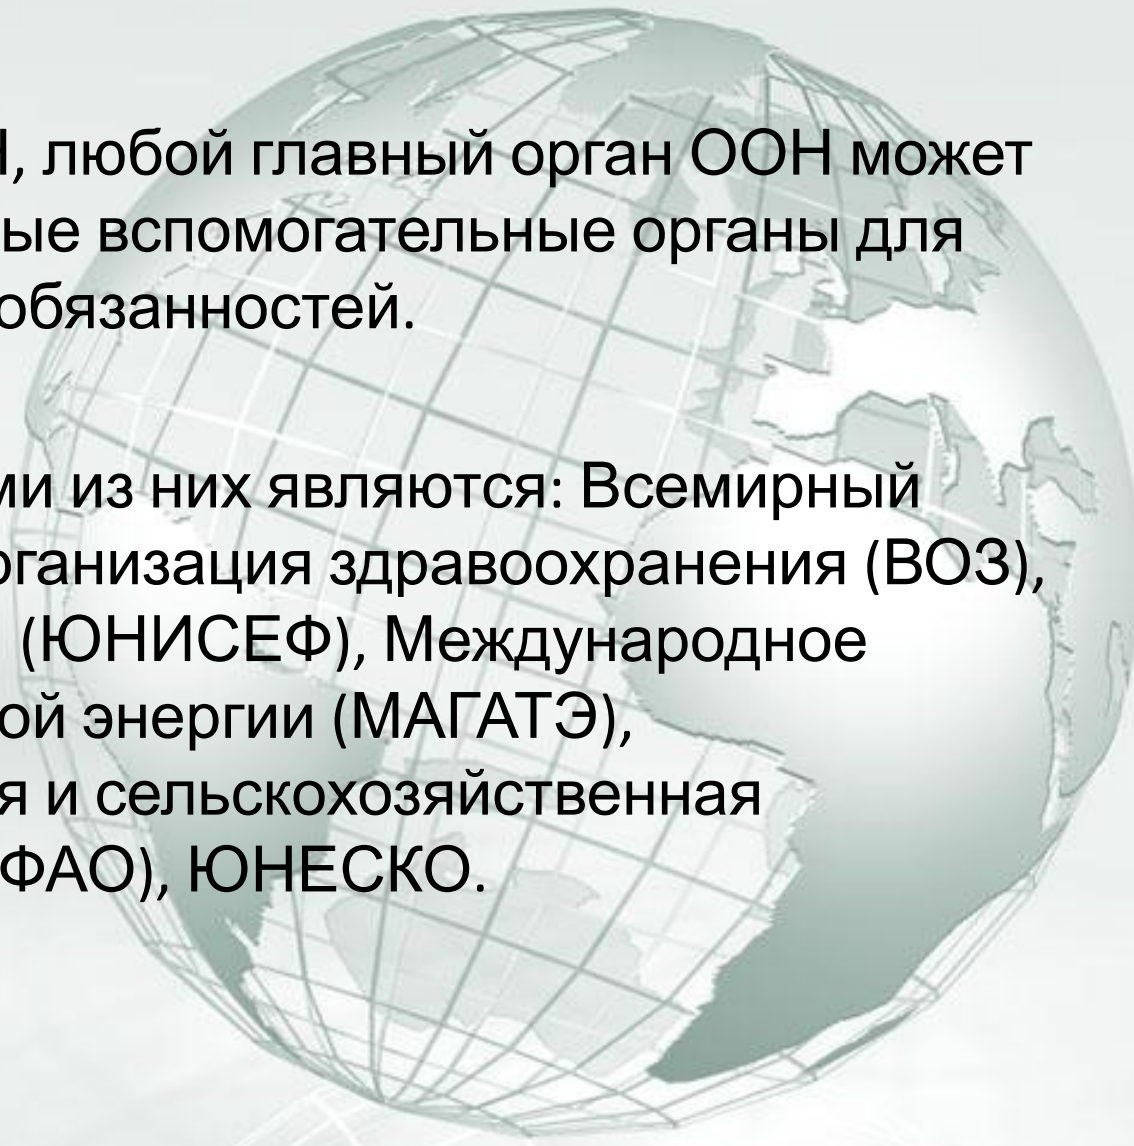 , любой главный орган ООН может
ые вспомогательные органы для
обязанностей.
ми из них являются: Всемирный
рганизация здравоохранения (ВОЗ),
(ЮНИСЕФ), Международное
ой энергии (МАГАТЭ),
я и сельскохозяйственная
ФАО), ЮНЕСКО.